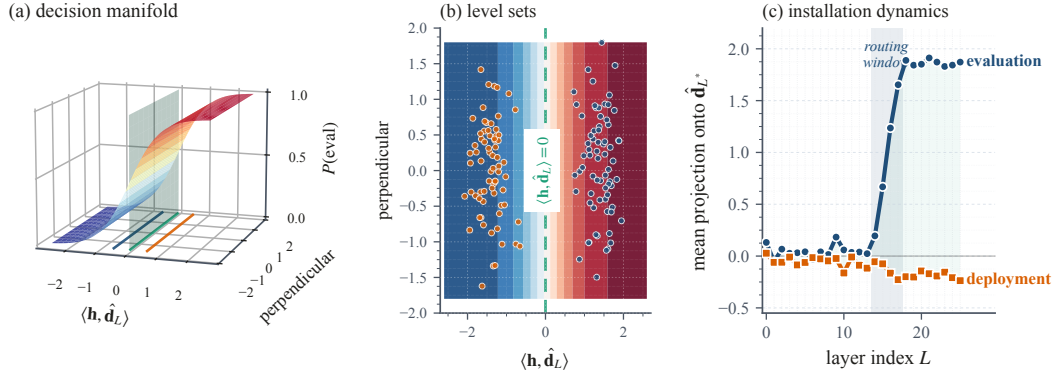 (a) decision manifold
1.0
0.5
0.0
P(eval)
−2
−1
0
1
2
⟨h, d̂_L⟩
−2
−1
0
1
2
perpendicular
(b) level sets
2.0
1.5
1.0
0.5
0.0
−0.5
−1.0
−1.5
−2.0
perpendicular
⟨h, d̂_L⟩ = 0
−2
0
2
⟨h, d̂_L⟩
(c) installation dynamics
2.0
1.5
1.0
0.5
0.0
−0.5
mean projection onto d̂_L*
routing
windo
evaluation
deployment
0
10
20
layer index L